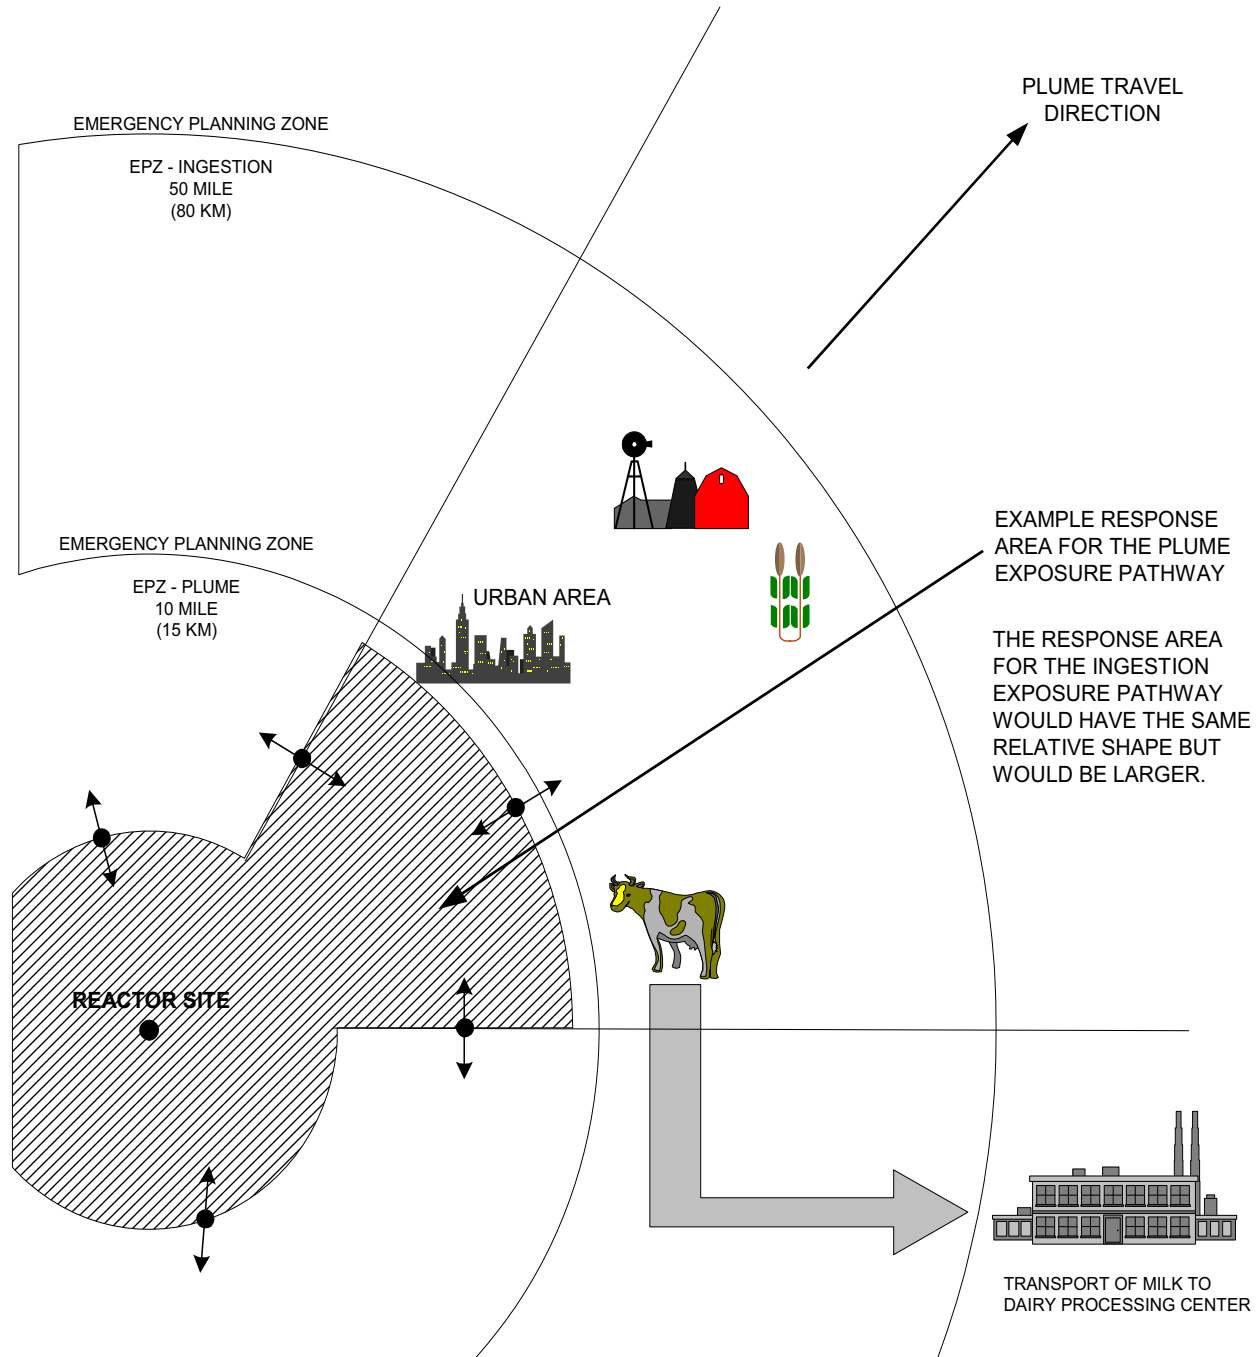 PLUME TRAVEL
DIRECTION
EMERGENCY PLANNING ZONE
EPZ - INGESTION
50 MILE
(80 KM)
EXAMPLE RESPONSE
AREA FOR THE PLUME
EXPOSURE PATHWAY
EMERGENCY PLANNING ZONE
EPZ - PLUME
10 MILE
(15 KM)
URBAN AREA
THE RESPONSE AREA
FOR THE INGESTION
EXPOSURE PATHWAY
WOULD HAVE THE SAME
RELATIVE SHAPE BUT
WOULD BE LARGER.
REACTOR SITE
TRANSPORT OF MILK TO
DAIRY PROCESSING CENTER